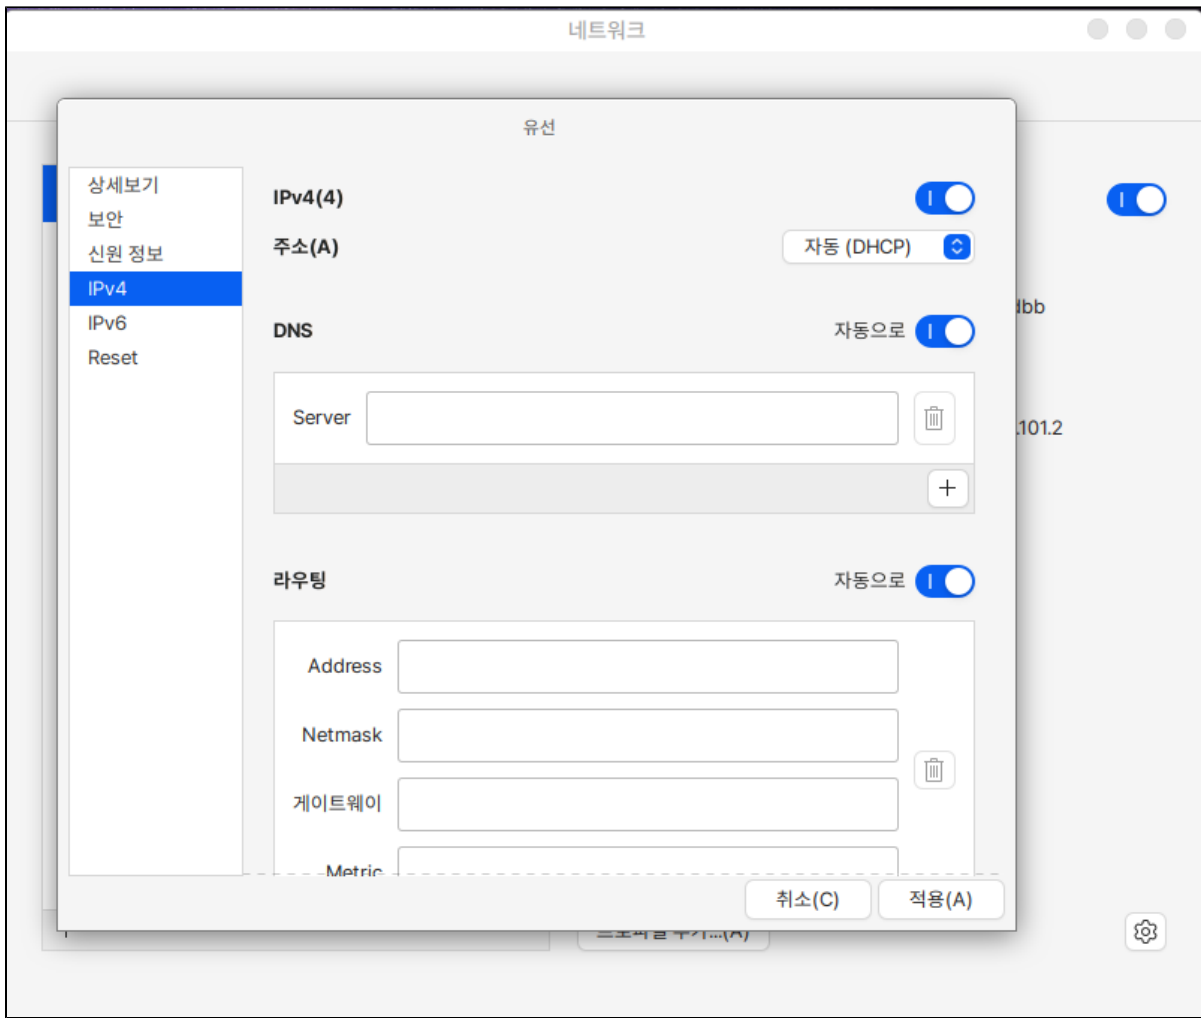 네트워크
유선
상세보기
보안
신원 정보
IPv4
IPv6
Reset
IPv4(4)
주소(A)
자동 (DHCP)
DNS
자동으로
Server
+
라우팅
자동으로
Address
Netmask
게이트웨이
Metric
취소(C)
적용(A)
dbb
.101.2